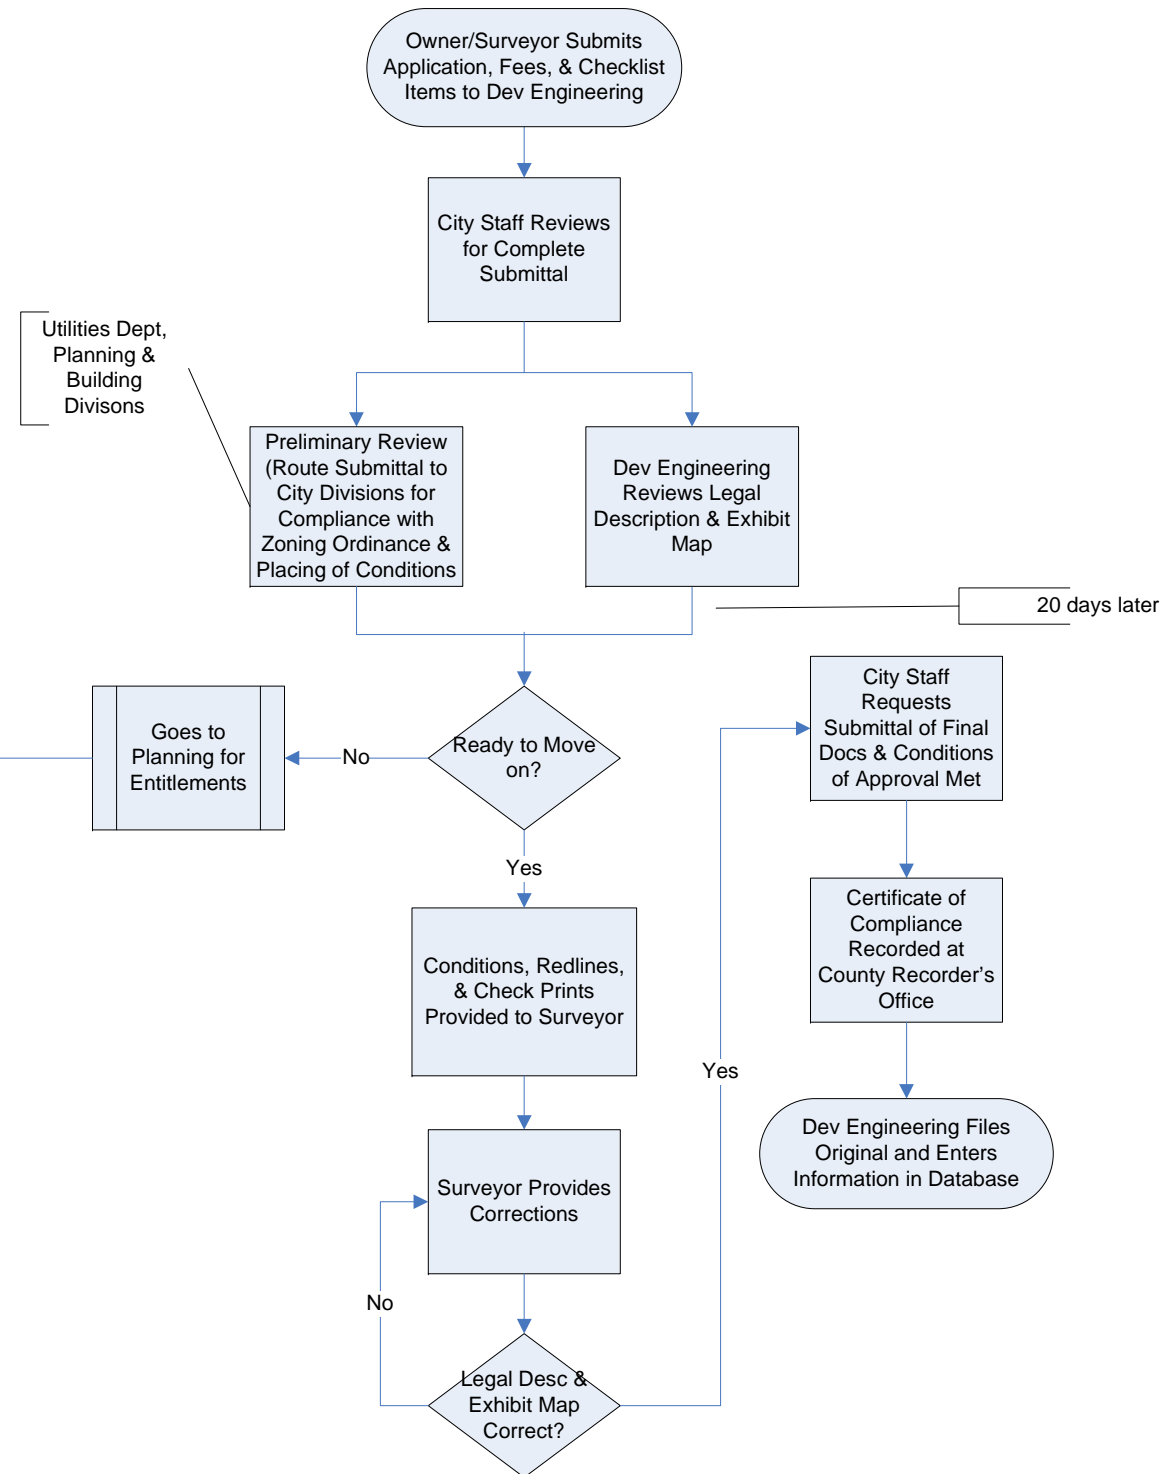 Owner/Surveyor Submits
Application, Fees, & Checklist
Items to Dev Engineering
City Staff Reviews
for Complete
Submittal
Utilities Dept,
Planning &
Building
Divisons
Preliminary Review
(Route Submittal to
City Divisions for
Compliance with
Zoning Ordinance &
Placing of Conditions
Dev Engineering
Reviews Legal
Description & Exhibit
Map
20 days later
Goes to
Planning for
Entitlements
No
Ready to Move
on?
Yes
Conditions, Redlines,
& Check Prints
Provided to Surveyor
Surveyor Provides
Corrections
No
Legal Desc &
Exhibit Map
Correct?
Yes
City Staff
Requests
Submittal of Final
Docs & Conditions
of Approval Met
Certificate of
Compliance
Recorded at
County Recorder’s
Office
Dev Engineering Files
Original and Enters
Information in Database